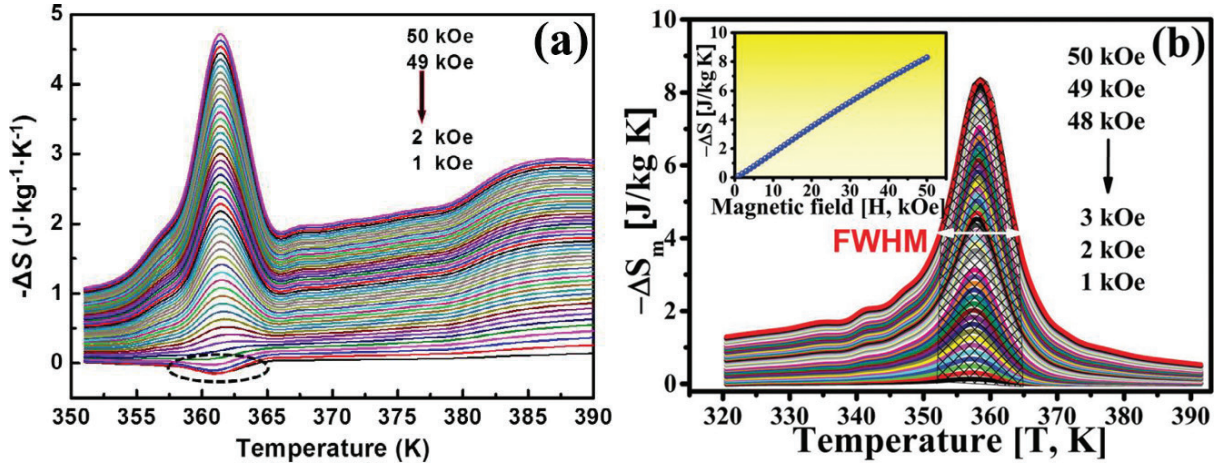 (a)
50 kOe
49 kOe
2 kOe
1 kOe
5
4
3
2
1
0
-ΔS (J·kg⁻¹·K⁻¹)
350 355 360 365 370 375 380 385 390
Temperature (K)
(b)
50 kOe
49 kOe
48 kOe
3 kOe
2 kOe
1 kOe
10
8
6
4
2
0
−ΔSₘ [J/kg K]
FWHM
320 330 340 350 360 370 380 390
Temperature [T, K]
−ΔS [J/kg K]
10
8
6
4
2
0
0 10 20 30 40 50
Magnetic field [H, kOe]